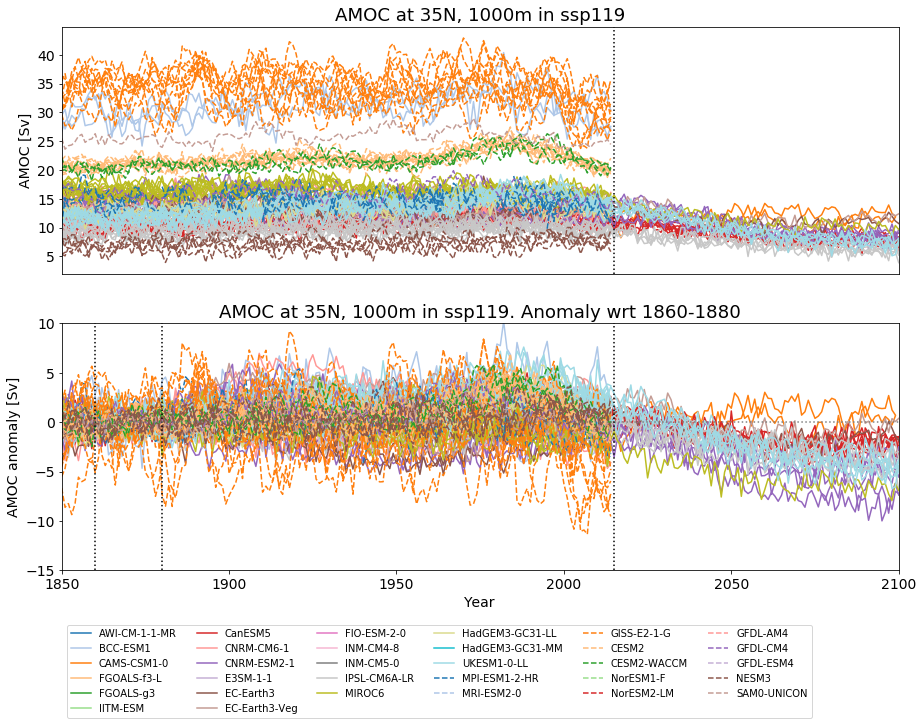 AMOC at 35N, 1000m in ssp119
AMOC [Sv]
40
35
30
25
20
15
10
5
AMOC at 35N, 1000m in ssp119. Anomaly wrt 1860-1880
AMOC anomaly [Sv]
10
5
0
−5
−10
−15
1850 1900 1950 2000 2050 2100
Year
AWI-CM-1-1-MR CanESM5 FIO-ESM-2-0 HadGEM3-GC31-LL GISS-E2-1-G GFDL-AM4
BCC-ESM1 CNRM-CM6-1 INM-CM4-8 HadGEM3-GC31-MM CESM2 GFDL-CM4
CAMS-CSM1-0 CNRM-ESM2-1 INM-CM5-0 UKESM1-0-LL CESM2-WACCM GFDL-ESM4
FGOALS-f3-L E3SM-1-1 IPSL-CM6A-LR MPI-ESM1-2-HR NorESM1-F NESM3
FGOALS-g3 EC-Earth3 MIROC6 MRI-ESM2-0 NorESM2-LM SAM0-UNICON
IITM-ESM EC-Earth3-Veg